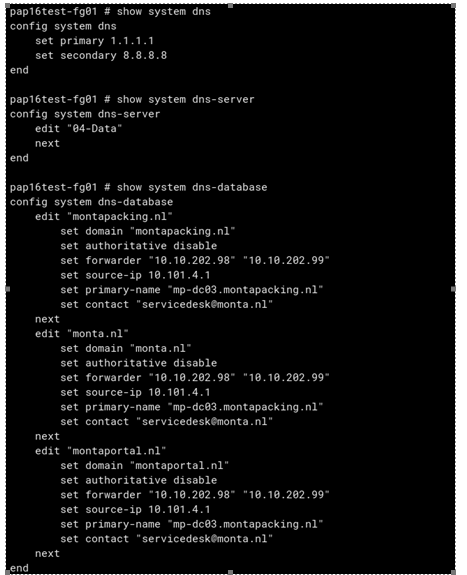 pap16test-fg01 # show system dns
config system dns
    set primary 1.1.1.1
    set secondary 8.8.8.8
end

pap16test-fg01 # show system dns-server
config system dns-server
    edit "04-Data"
    next
end

pap16test-fg01 # show system dns-database
config system dns-database
    edit "montapacking.nl"
        set domain "montapacking.nl"
        set authoritative disable
        set forwarder "10.10.202.98" "10.10.202.99"
        set source-ip 10.101.4.1
        set primary-name "mp-dc03.montapacking.nl"
        set contact "servicedesk@monta.nl"
    next
    edit "monta.nl"
        set domain "monta.nl"
        set authoritative disable
        set forwarder "10.10.202.98" "10.10.202.99"
        set source-ip 10.101.4.1
        set primary-name "mp-dc03.montapacking.nl"
        set contact "servicedesk@monta.nl"
    next
    edit "montaportal.nl"
        set domain "montaportal.nl"
        set authoritative disable
        set forwarder "10.10.202.98" "10.10.202.99"
        set source-ip 10.101.4.1
        set primary-name "mp-dc03.montapacking.nl"
        set contact "servicedesk@monta.nl"
    next
end